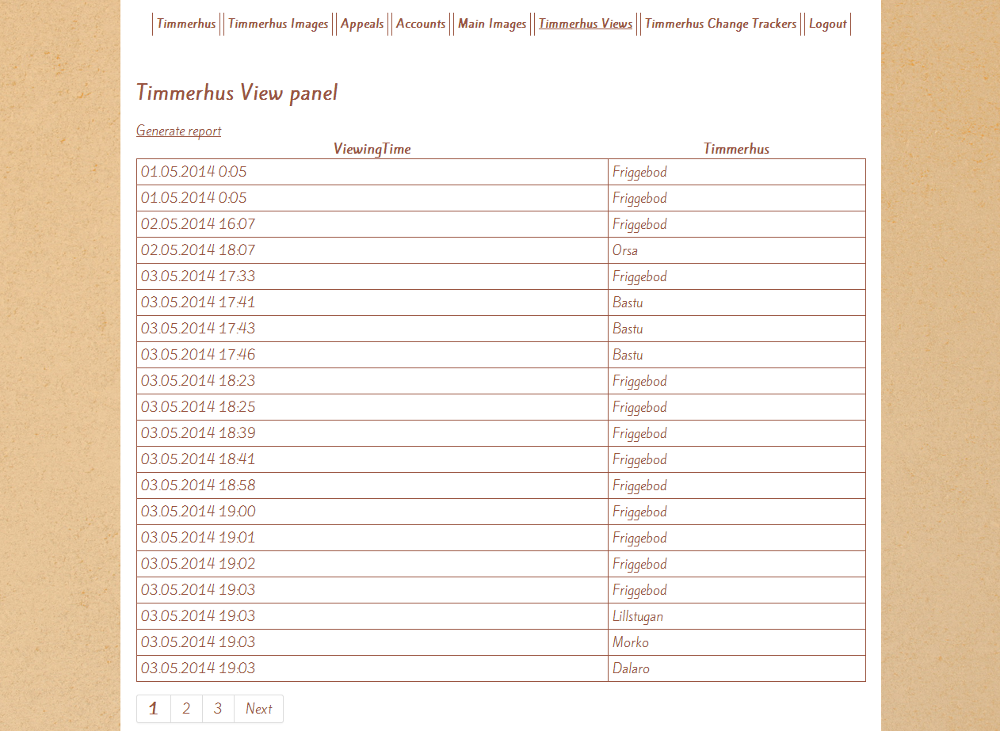 Timmerhus Timmerhus Images Appeals Accounts Main Images Timmerhus Views Timmerhus Change Trackers Logout
Timmerhus View panel
Generate report
ViewingTime Timmerhus
01.05.2014 0:05 Friggebod
01.05.2014 0:05 Friggebod
02.05.2014 16:07 Friggebod
02.05.2014 18:07 Orsa
03.05.2014 17:33 Friggebod
03.05.2014 17:41 Bastu
03.05.2014 17:43 Bastu
03.05.2014 17:46 Bastu
03.05.2014 18:23 Friggebod
03.05.2014 18:25 Friggebod
03.05.2014 18:39 Friggebod
03.05.2014 18:41 Friggebod
03.05.2014 18:58 Friggebod
03.05.2014 19:00 Friggebod
03.05.2014 19:01 Friggebod
03.05.2014 19:02 Friggebod
03.05.2014 19:03 Friggebod
03.05.2014 19:03 Lillstugan
03.05.2014 19:03 Morko
03.05.2014 19:03 Dalaro
1 2 3 Next